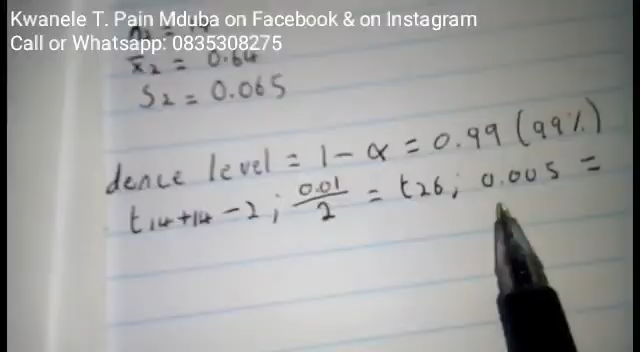 Kwanele T. Pain Mduba on Facebook & on Instagram
Call or Whatsapp: 0835308275
x̄₂ = 0.64
S₂ = 0.065
dence level = 1 - α = 0.99 (99%)
t₁₄₊₁₄₋₂ ; 0.01/2 = t₂₆ ; 0.005 =